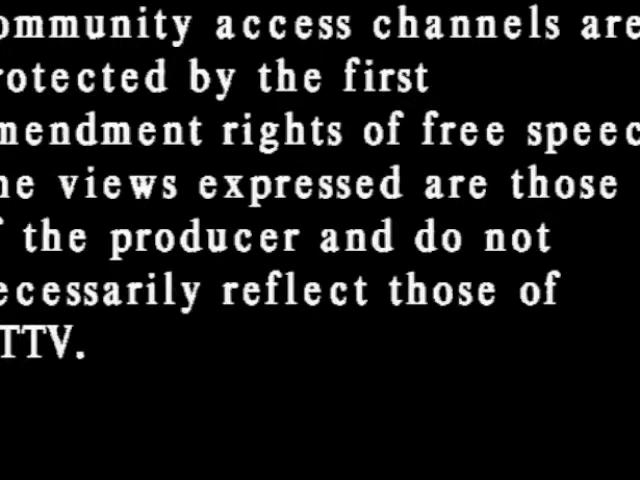 ommunity access channels are
rotected by the first
mendment rights of free speec
he views expressed are those
f the producer and do not
ecessarily reflect those of
TTV.